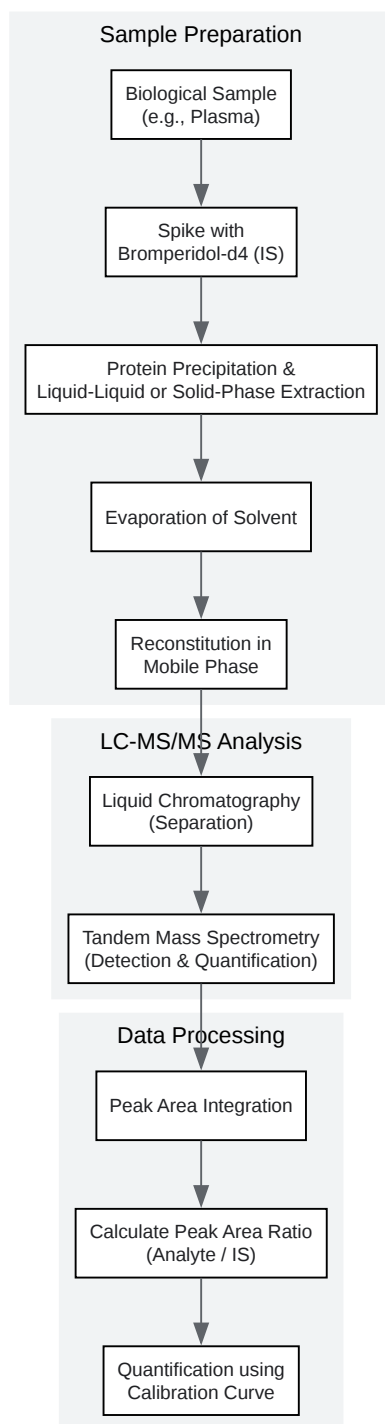 Sample Preparation
Biological Sample
(e.g., Plasma)
Spike with
Bromperidol-d4 (IS)
Protein Precipitation &
Liquid-Liquid or Solid-Phase Extraction
Evaporation of Solvent
Reconstitution in
Mobile Phase
LC-MS/MS Analysis
Liquid Chromatography
(Separation)
Tandem Mass Spectrometry
(Detection & Quantification)
Data Processing
Peak Area Integration
Calculate Peak Area Ratio
(Analyte / IS)
Quantification using
Calibration Curve